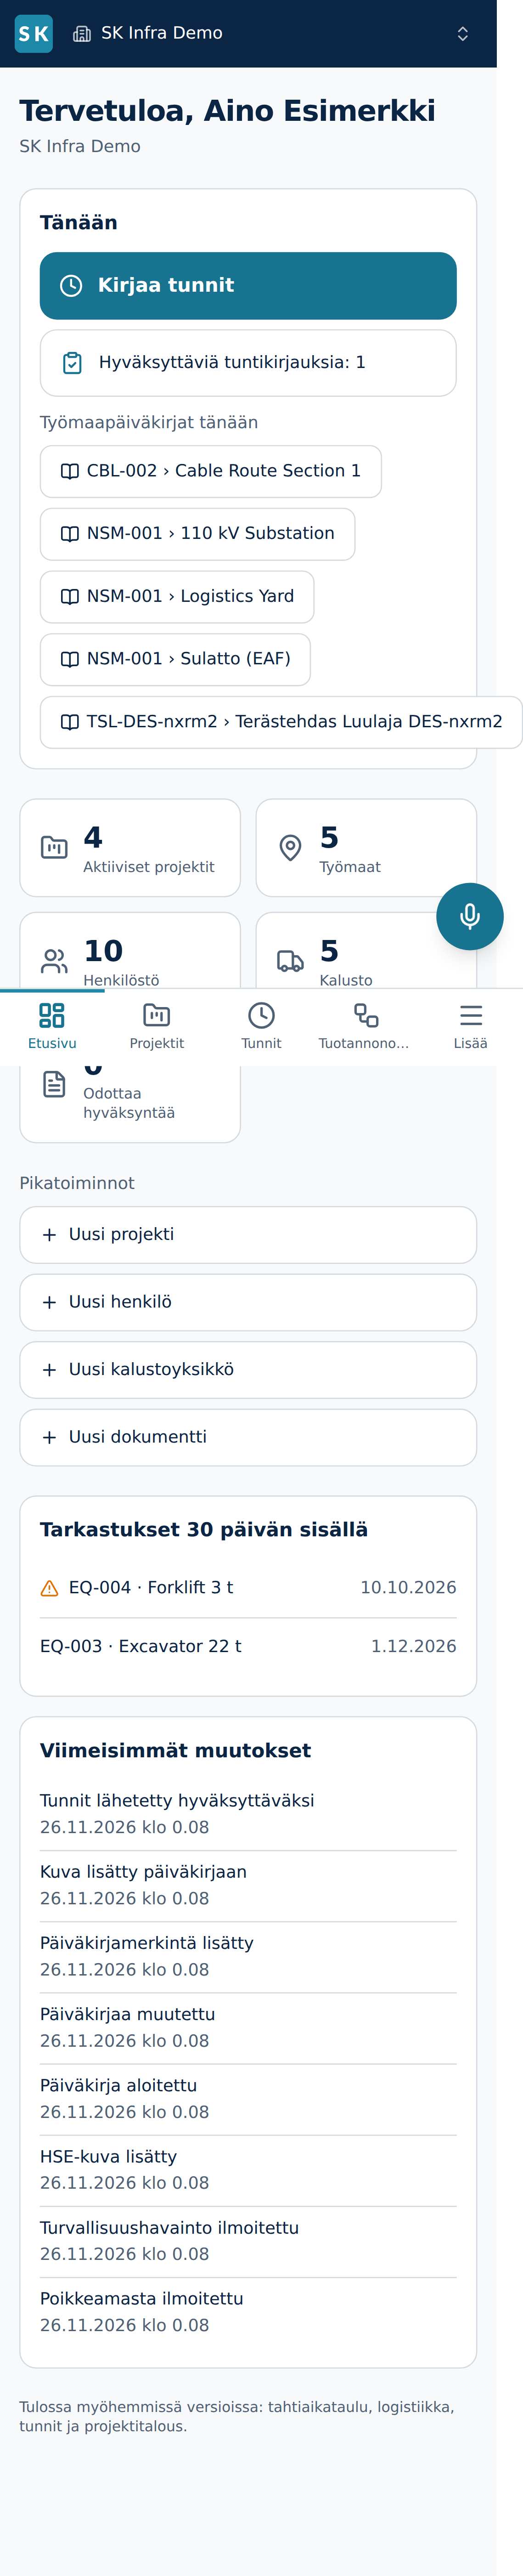 SK
SK Infra Demo
Tervetuloa, Aino Esimerkki
SK Infra Demo
Tänään
Kirjaa tunnit
Hyväksyttäviä tuntikirjauksia: 1
Työmaapäiväkirjat tänään
CBL-002 › Cable Route Section 1
NSM-001 › 110 kV Substation
NSM-001 › Logistics Yard
NSM-001 › Sulatto (EAF)
TSL-DES-nxrm2 › Terästehdas Luulaja DES-nxrm2
4
Aktiiviset projektit
5
Työmaat
10
Henkilöstö
5
Kalusto
Etusivu
Projektit
Tunnit
Tuotannono...
Lisää
Odottaa
hyväksyntää
Pikatoiminnot
+ Uusi projekti
+ Uusi henkilö
+ Uusi kalustoyksikkö
+ Uusi dokumentti
Tarkastukset 30 päivän sisällä
EQ-004 · Forklift 3 t 10.10.2026
EQ-003 · Excavator 22 t 1.12.2026
Viimeisimmät muutokset
Tunnit lähetetty hyväksyttäväksi
26.11.2026 klo 0.08
Kuva lisätty päiväkirjaan
26.11.2026 klo 0.08
Päiväkirjamerkintä lisätty
26.11.2026 klo 0.08
Päiväkirjaa muutettu
26.11.2026 klo 0.08
Päiväkirja aloitettu
26.11.2026 klo 0.08
HSE-kuva lisätty
26.11.2026 klo 0.08
Turvallisuushavainto ilmoitettu
26.11.2026 klo 0.08
Poikkeamasta ilmoitettu
26.11.2026 klo 0.08
Tulossa myöhemmissä versioissa: tahtiaikataulu, logistiikka,
tunnit ja projektitalous.